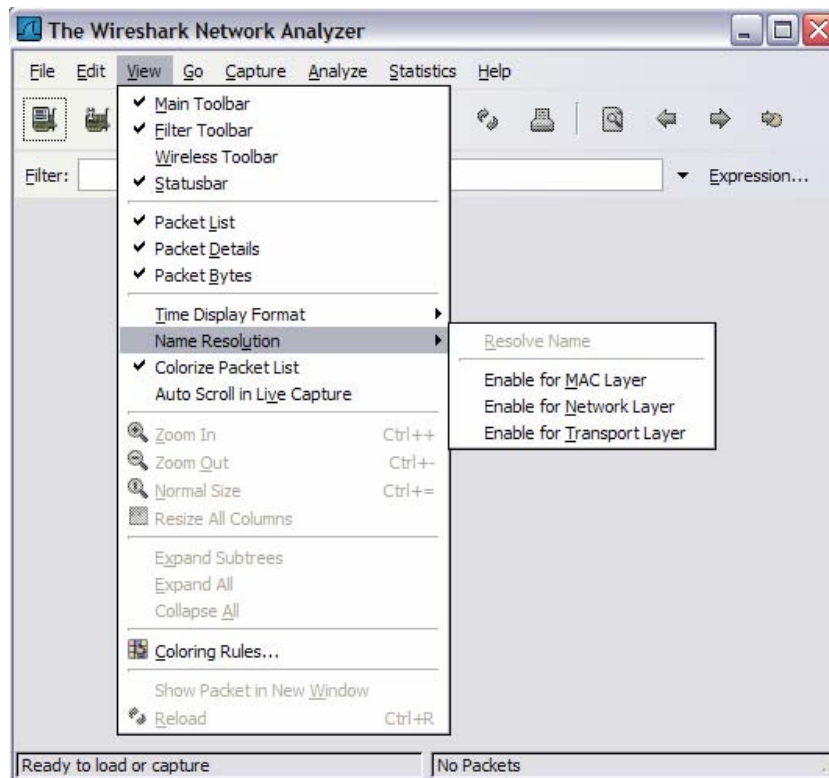 The Wireshark Network Analyzer
File Edit View Go Capture Analyze Statistics Help
Main Toolbar
Filter Toolbar
Wireless Toolbar
Statusbar
Filter:
Expression...
Packet List
Packet Details
Packet Bytes
Time Display Format
Name Resolution
Colorize Packet List
Auto Scroll in Live Capture
Resolve Name
Enable for MAC Layer
Enable for Network Layer
Enable for Transport Layer
Zoom In Ctrl++
Zoom Out Ctrl+-
Normal Size Ctrl+=
Resize All Columns
Expand Subtrees
Expand All
Collapse All
Coloring Rules...
Show Packet in New Window
Reload Ctrl+R
Ready to load or capture
No Packets